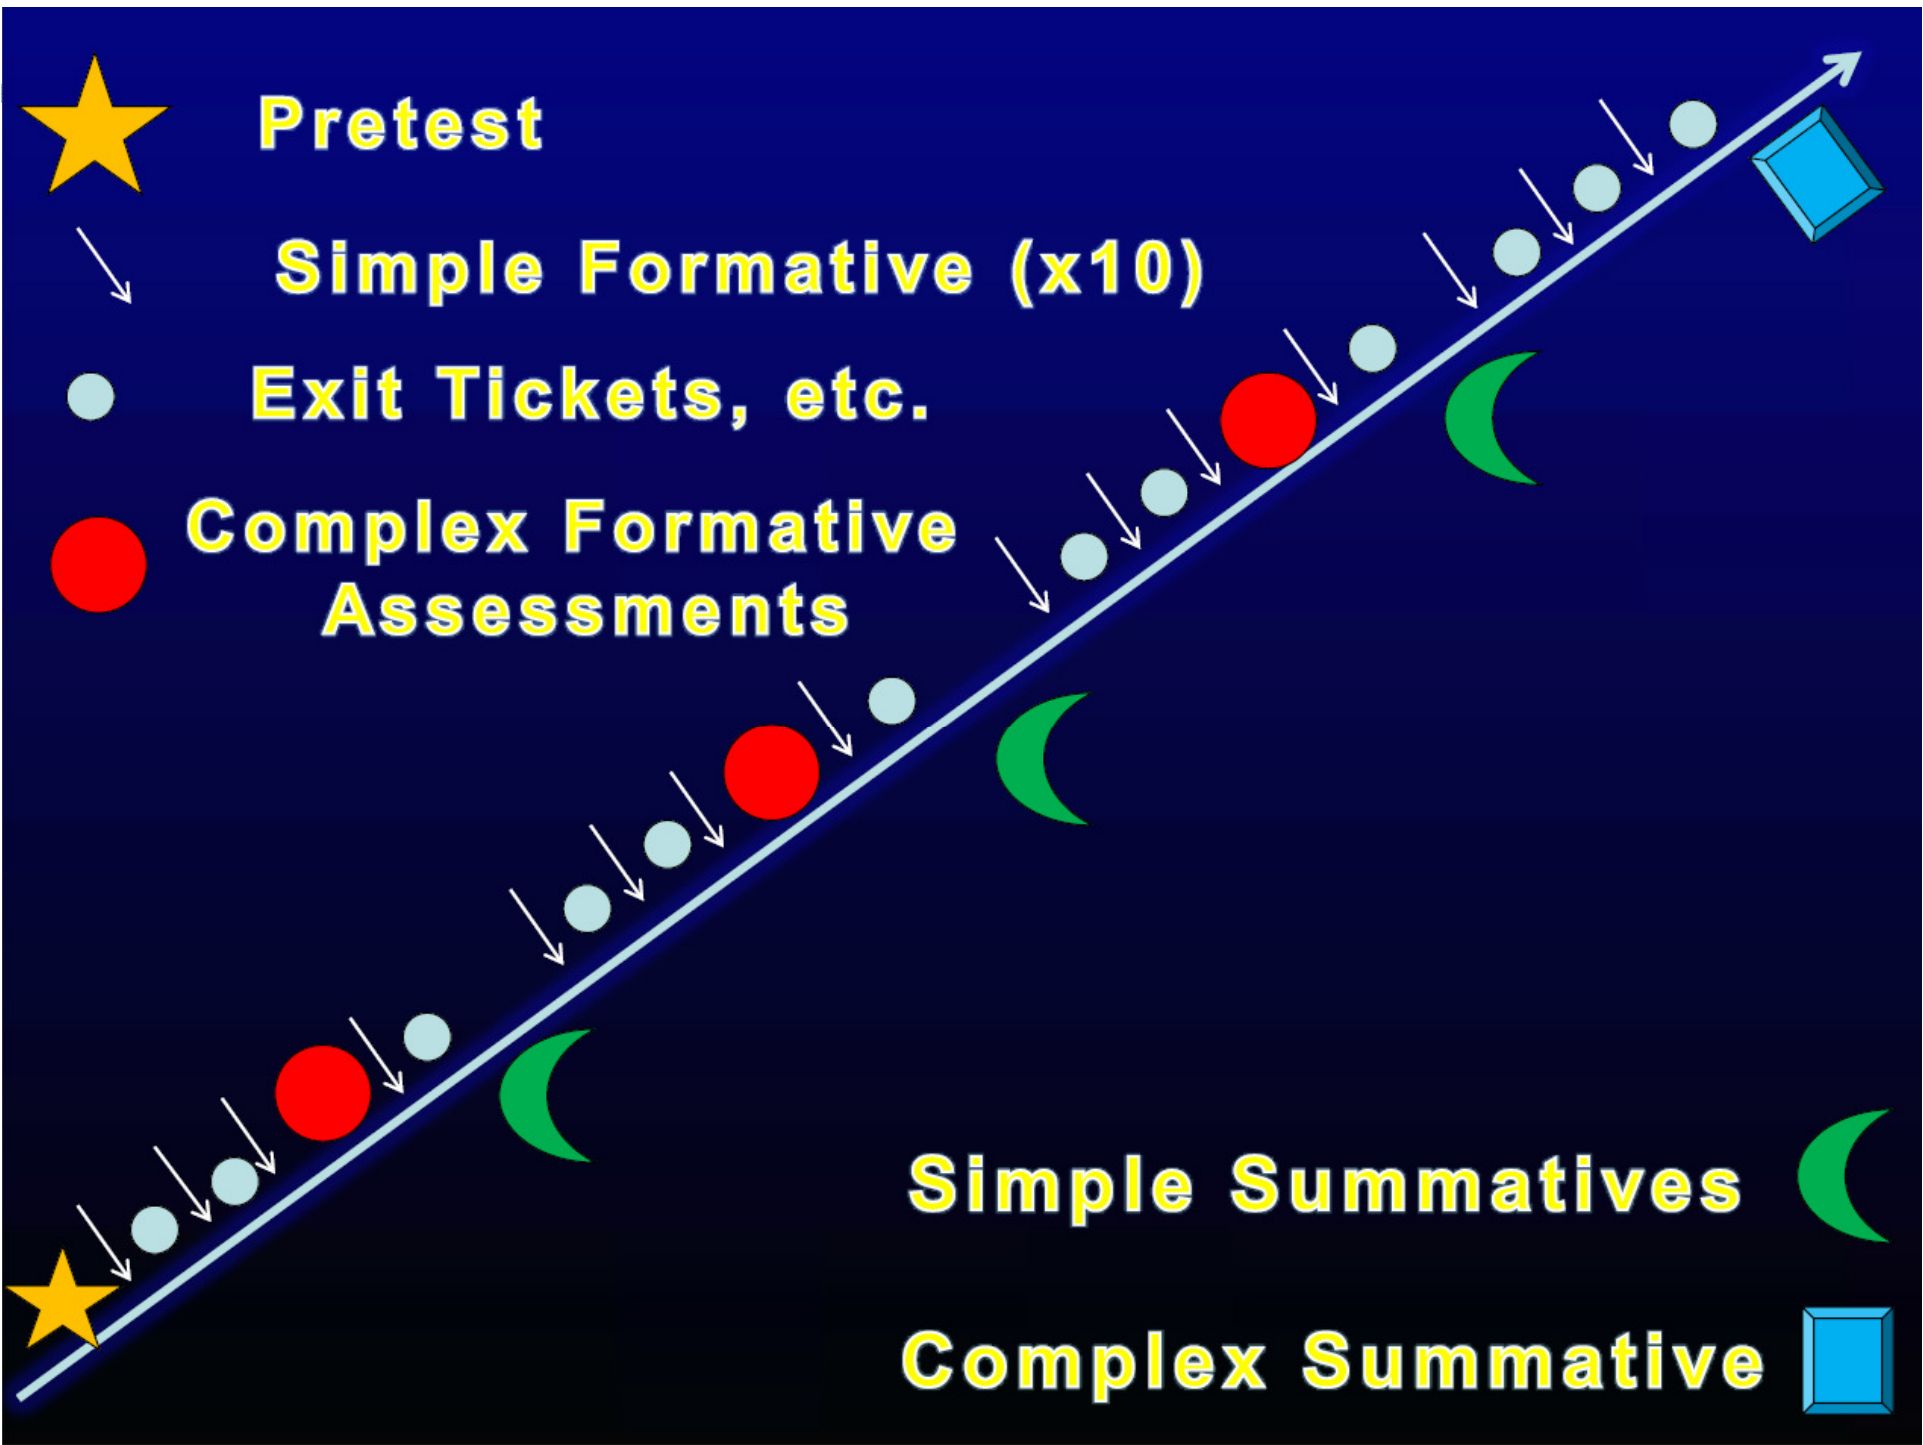 Pretest
Simple Formative (x10)
Exit Tickets, etc.
Complex Formative
Assessments
Simple Summatives
Complex Summative